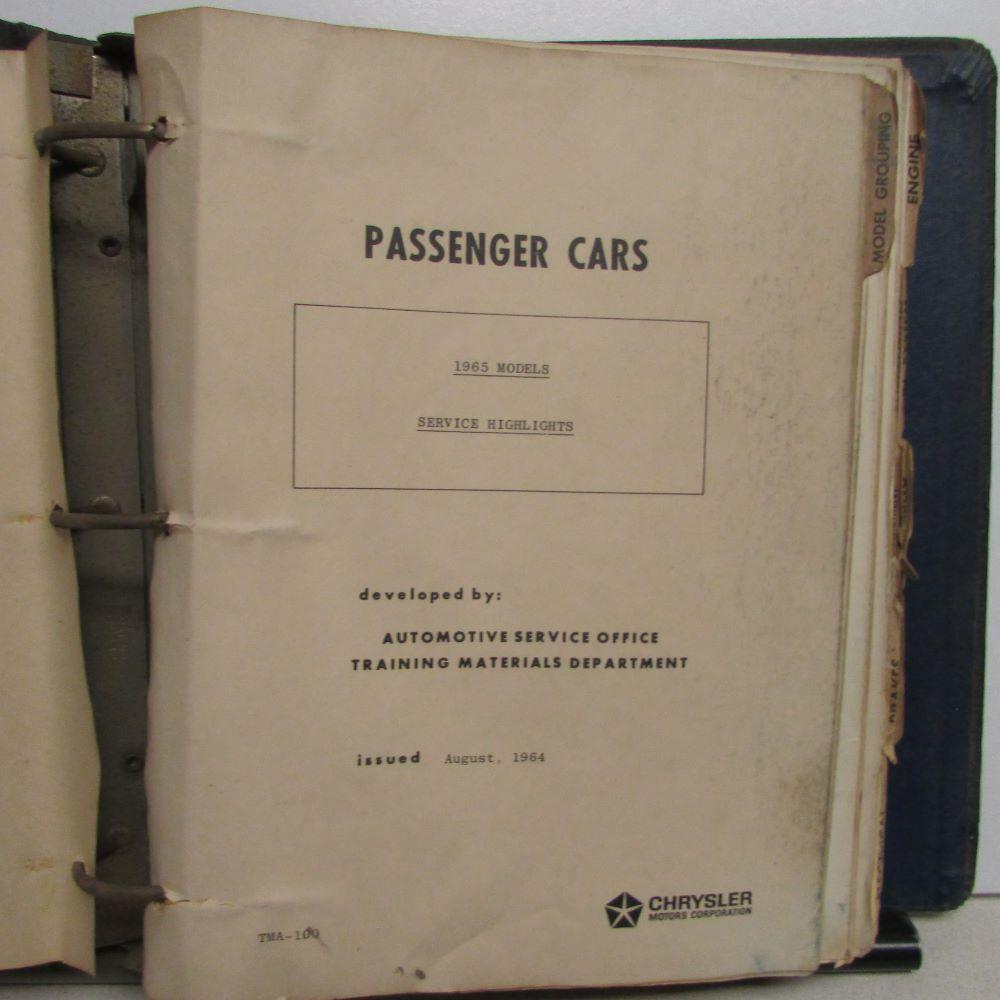 PASSENGER CARS
1965 MODELS
SERVICE HIGHLIGHTS
developed by:
AUTOMOTIVE SERVICE OFFICE
TRAINING MATERIALS DEPARTMENT
issued August, 1964
CHRYSLER
MOTORS CORPORATION
TMA-100
MODEL GROUPING
ENGINE
BRAKES